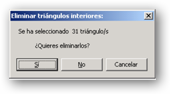 Eliminar triángulos interiores:
Se ha seleccionado 31 triángulo/s
¿Quieres eliminarlos?
Sí No Cancelar